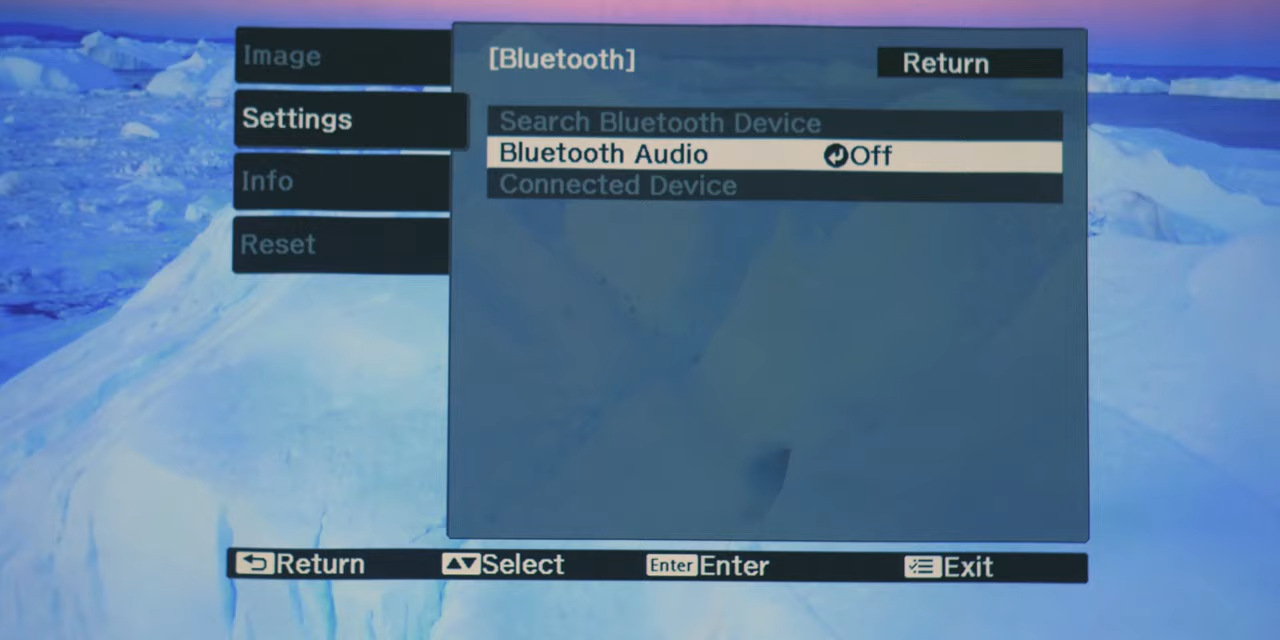 Image
Settings
Info
Reset
[Bluetooth]
Return
Search Bluetooth Device
Bluetooth Audio Off
Connected Device
Return Select Enter Enter Exit